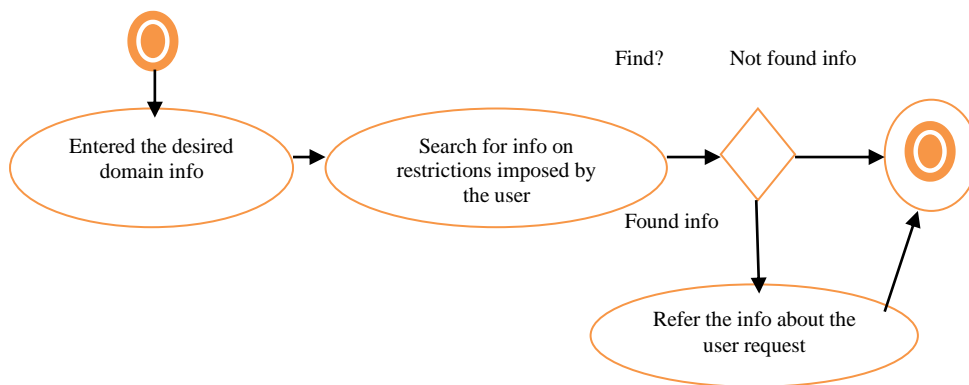 Find?
Not found info
Entered the desired
domain info
Search for info on
restrictions imposed by
the user
Found info
Refer the info about the
user request